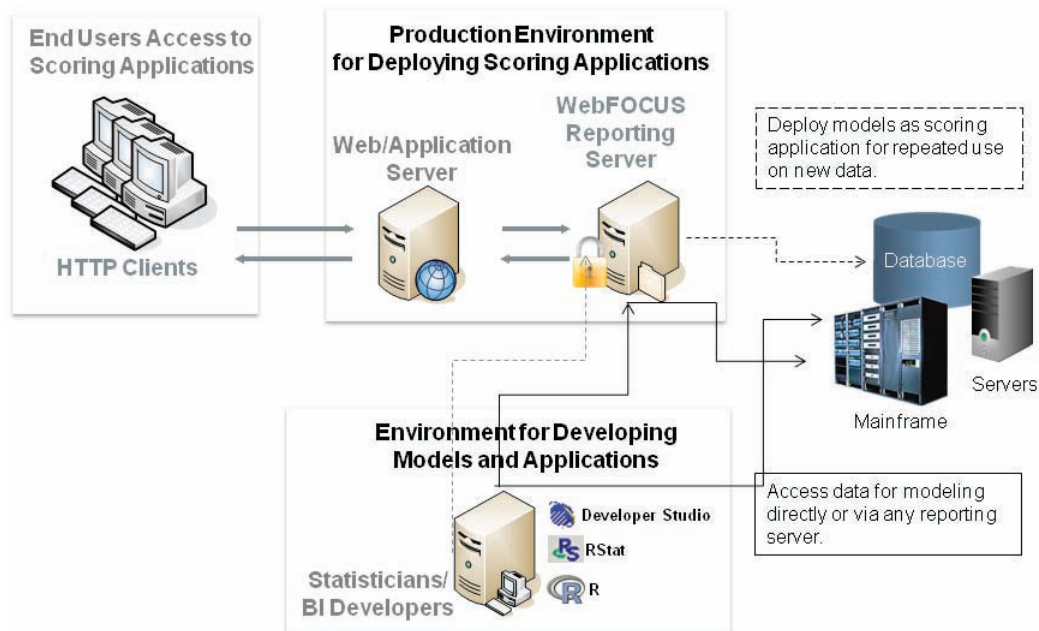 End Users Access to
Scoring Applications
HTTP Clients
Production Environment
for Deploying Scoring Applications
Web/Application
Server
WebFOCUS
Reporting
Server
Deploy models as scoring
application for repeated use
on new data.
Database
Servers
Mainframe
Environment for Developing
Models and Applications
Developer Studio
RStat
R
Statisticians/
BI Developers
Access data for modeling
directly or via any reporting
server.